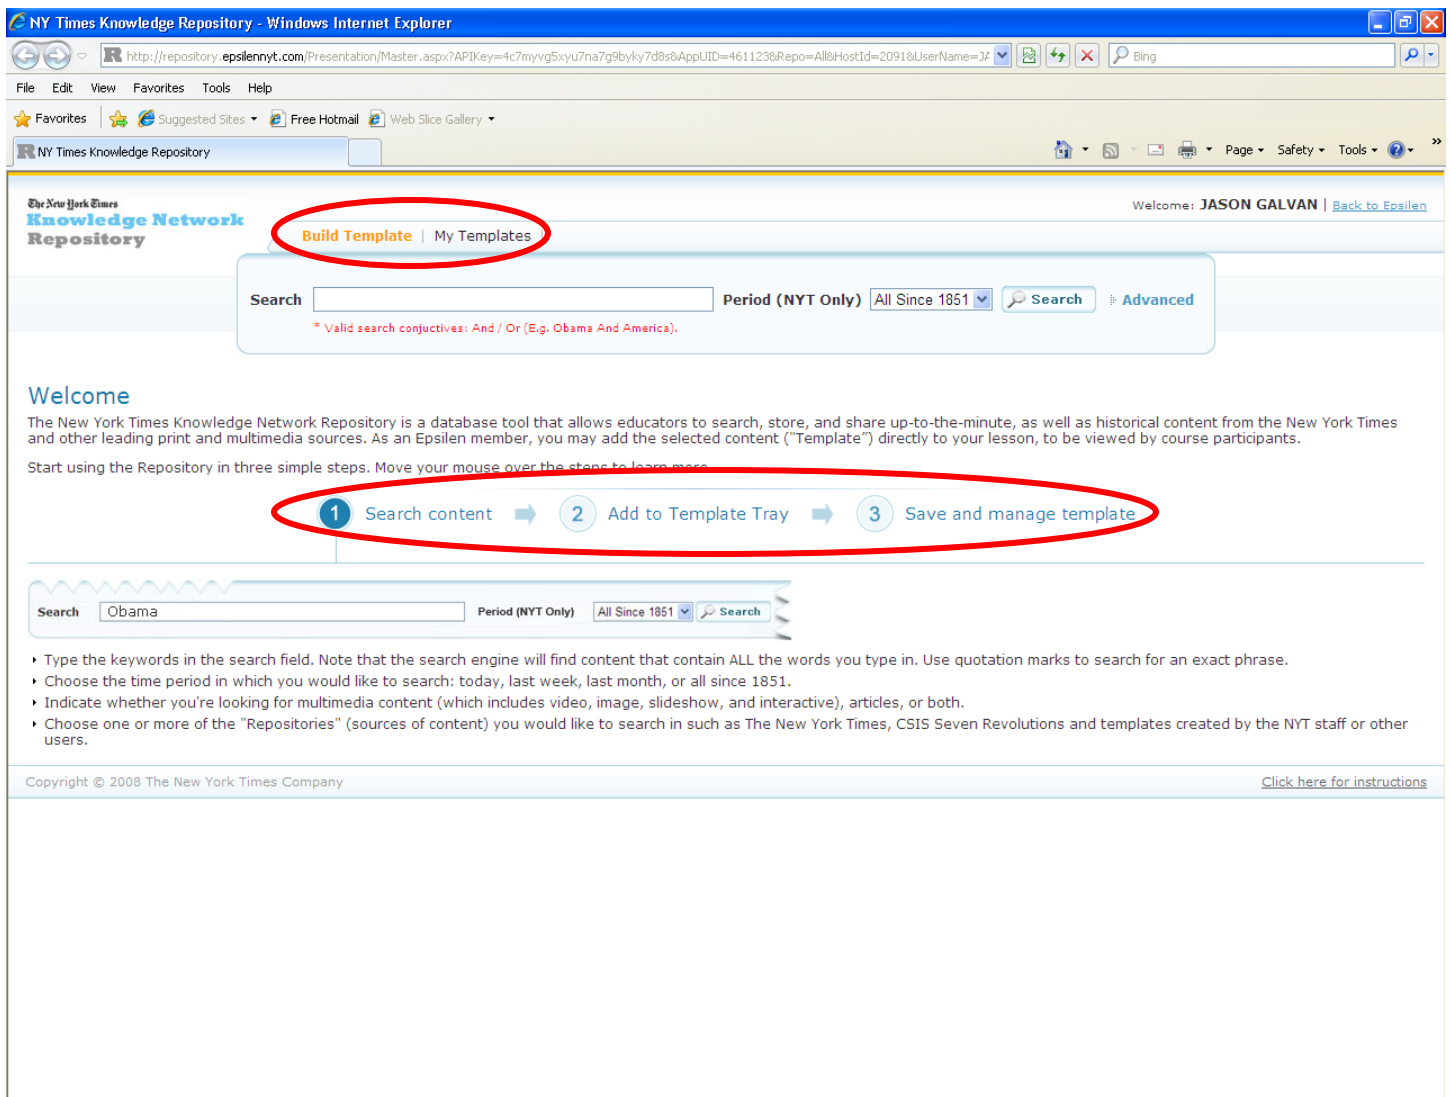 NY Times Knowledge Repository - Windows Internet Explorer
http://repository.epsilennyt.com/Presentation/Master.aspx?APIKey=4c7myvg5xyu7na7g9byky7d8s&AppUID=461123&Repo=All&HostId=2091&UserName=JA
Bing
File Edit View Favorites Tools Help
Favorites Suggested Sites Free Hotmail Web Slice Gallery
NY Times Knowledge Repository Page Safety Tools
The New York Times
Knowledge Network
Repository
Welcome: JASON GALVAN | Back to Epsilen
Build Template | My Templates
Search Period (NYT Only) All Since 1851 Search Advanced
* Valid search conjuctives: And / Or (E.g. Obama And America).
Welcome
The New York Times Knowledge Network Repository is a database tool that allows educators to search, store, and share up-to-the-minute, as well as historical content from the New York Times
and other leading print and multimedia sources. As an Epsilen member, you may add the selected content ("Template") directly to your lesson, to be viewed by course participants.
Start using the Repository in three simple steps. Move your mouse over the steps to learn more.
1 Search content 2 Add to Template Tray 3 Save and manage template
Search Obama Period (NYT Only) All Since 1851 Search
Type the keywords in the search field. Note that the search engine will find content that contain ALL the words you type in. Use quotation marks to search for an exact phrase.
Choose the time period in which you would like to search: today, last week, last month, or all since 1851.
Indicate whether you're looking for multimedia content (which includes video, image, slideshow, and interactive), articles, or both.
Choose one or more of the "Repositories" (sources of content) you would like to search in such as The New York Times, CSIS Seven Revolutions and templates created by the NYT staff or other
users.
Copyright © 2008 The New York Times Company Click here for instructions